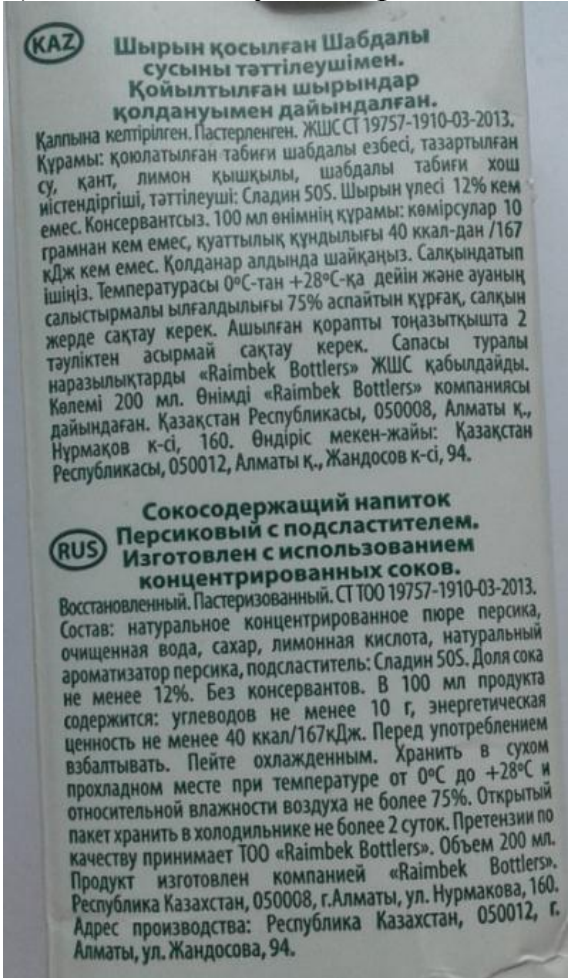 KAZ
Шырын қосылған Шабдалы
сусыны тәттілеушімен.
Қойылтылған шырындар
қолдануымен дайындалған.
Қалпына келтірілген. Пастерленген. ЖШС СТ 19757-1910-03-2013.
Құрамы: қоюлатылған табиғи шабдалы езбесі, тазартылған
су, қант, лимон қышқылы, шабдалы табиғи хош
иістендіргіші, тәттілеуші: Сладин 50S. Шырын үлесі 12% кем
емес. Консервантсыз. 100 мл өнімнің құрамы: көмірсулар 10
грамнан кем емес, қуаттылық құндылығы 40 ккал-дан /167
кДж кем емес. Қолданар алдында шайқаңыз. Салқындатып
ішіңіз. Температурасы 0ºС-тан +28ºС-қа дейін және ауаның
салыстырмалы ылғалдылығы 75% аспайтын құрғақ, салқын
жерде сақтау керек. Ашылған қорапты тоңазытқышта 2
тәуліктен асырмай сақтау керек. Сапасы туралы
наразылықтарды «Raimbek Bottlers» ЖШС қабылдайды.
Көлемі 200 мл. Өнімді «Raimbek Bottlers» компаниясы
дайындаған. Қазақстан Республикасы, 050008, Алматы қ.,
Нұрмақов к-сі, 160. Өндіріс мекен-жайы: Қазақстан
Республикасы, 050012, Алматы қ., Жандосов к-сі, 94.
RUS
Сокосодержащий напиток
Персиковый с подсластителем.
Изготовлен с использованием
концентрированных соков.
Восстановленный. Пастеризованный. СТ ТОО 19757-1910-03-2013.
Состав: натуральное концентрированное пюре персика,
очищенная вода, сахар, лимонная кислота, натуральный
ароматизатор персика, подсластитель: Сладин 50S. Доля сока
не менее 12%. Без консервантов. В 100 мл продукта
содержится: углеводов не менее 10 г, энергетическая
ценность не менее 40 ккал/167кДж. Перед употреблением
взбалтывать. Пейте охлажденным. Хранить в сухом
прохладном месте при температуре от 0ºС до +28ºС и
относительной влажности воздуха не более 75%. Открытый
пакет хранить в холодильнике не более 2 суток. Претензии по
качеству принимает ТОО «Raimbek Bottlers». Объем 200 мл.
Продукт изготовлен компанией «Raimbek Bottlers».
Республика Казахстан, 050008, г.Алматы, ул. Нурмакова, 160.
Адрес производства: Республика Казахстан, 050012, г.
Алматы, ул. Жандосова, 94.